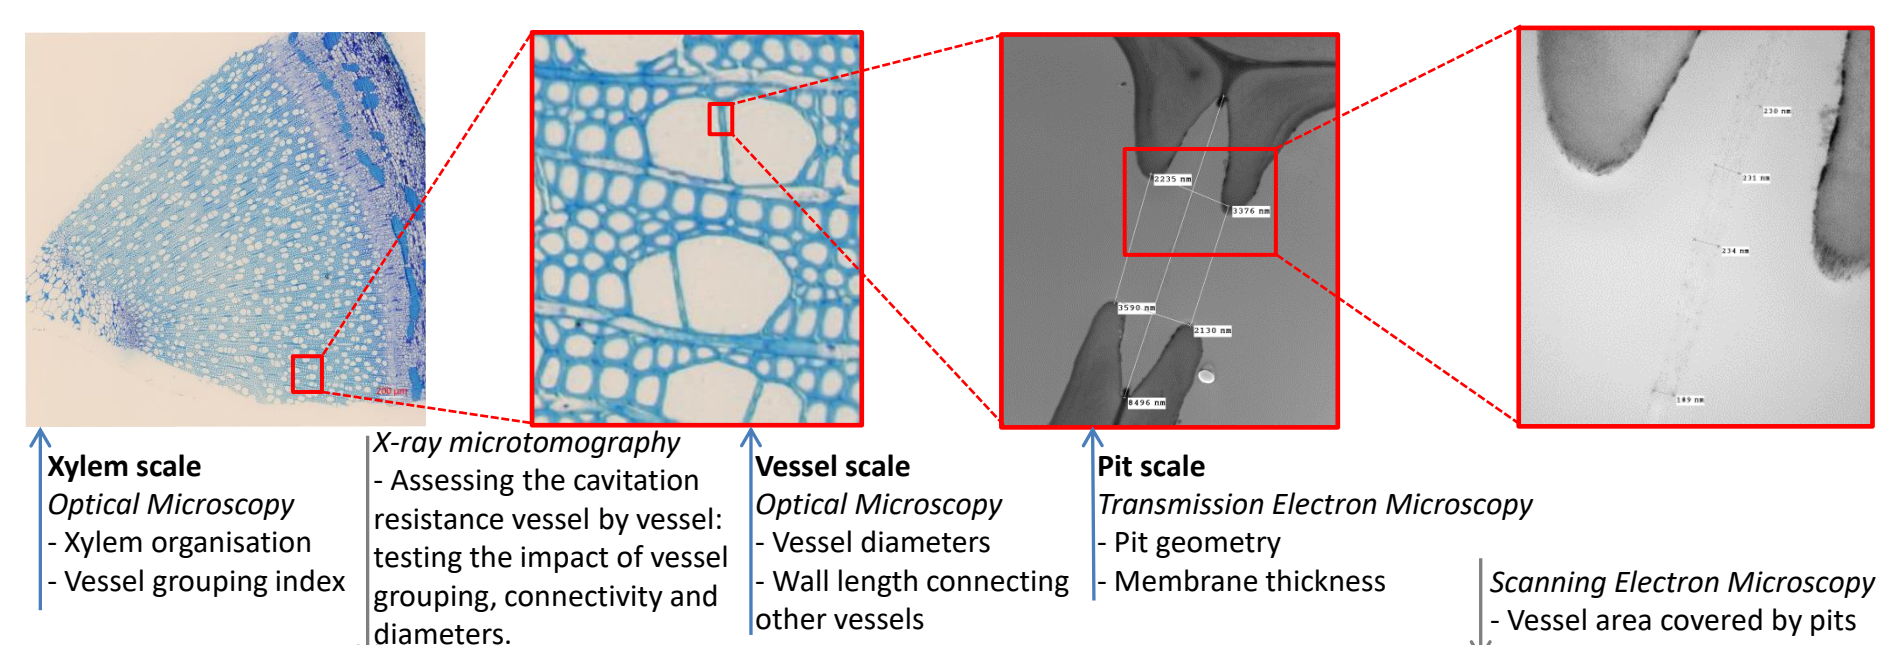 200 µm
2235 nm
3376 nm
3590 nm
2130 nm
8496 nm
230 nm
231 nm
234 nm
189 nm
Xylem scale
Optical Microscopy
- Xylem organisation
- Vessel grouping index
X-ray microtomography
- Assessing the cavitation
resistance vessel by vessel:
testing the impact of vessel
grouping, connectivity and
diameters.
Vessel scale
Optical Microscopy
- Vessel diameters
- Wall length connecting
other vessels
Pit scale
Transmission Electron Microscopy
- Pit geometry
- Membrane thickness
Scanning Electron Microscopy
- Vessel area covered by pits